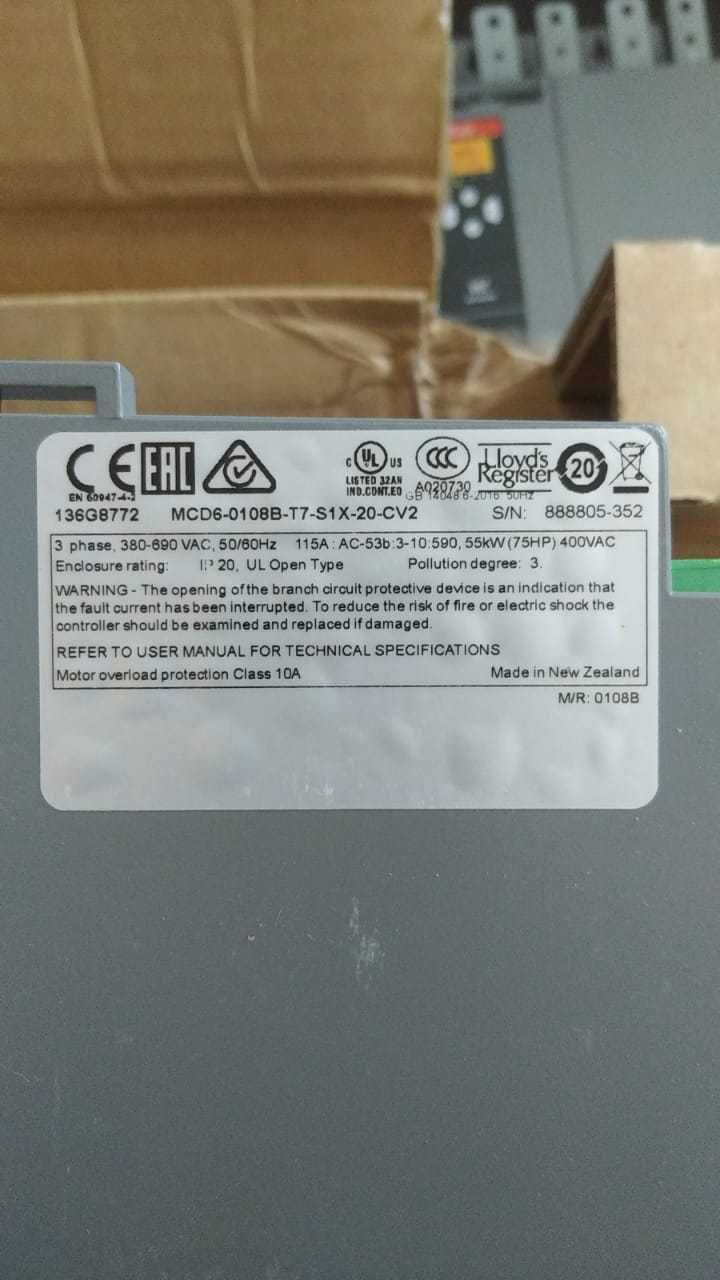 CE EAC c UL US CCC Lloyd's Register 20
EN 60947-4-2
LISTED 32AN
IND.CONT.EQ
A020730
GB 14048.6-2016 50Hz
136G8772 MCD6-0108B-T7-S1X-20-CV2 S/N: 888805-352
3 phase, 380-690 VAC, 50/60Hz 115A: AC-53b:3-10:590, 55kW (75HP) 400VAC
Enclosure rating: IP 20, UL Open Type Pollution degree: 3.
WARNING - The opening of the branch circuit protective device is an indication that
the fault current has been interrupted. To reduce the risk of fire or electric shock the
controller should be examined and replaced if damaged.
REFER TO USER MANUAL FOR TECHNICAL SPECIFICATIONS
Motor overload protection Class 10A Made in New Zealand
M/R: 0108B